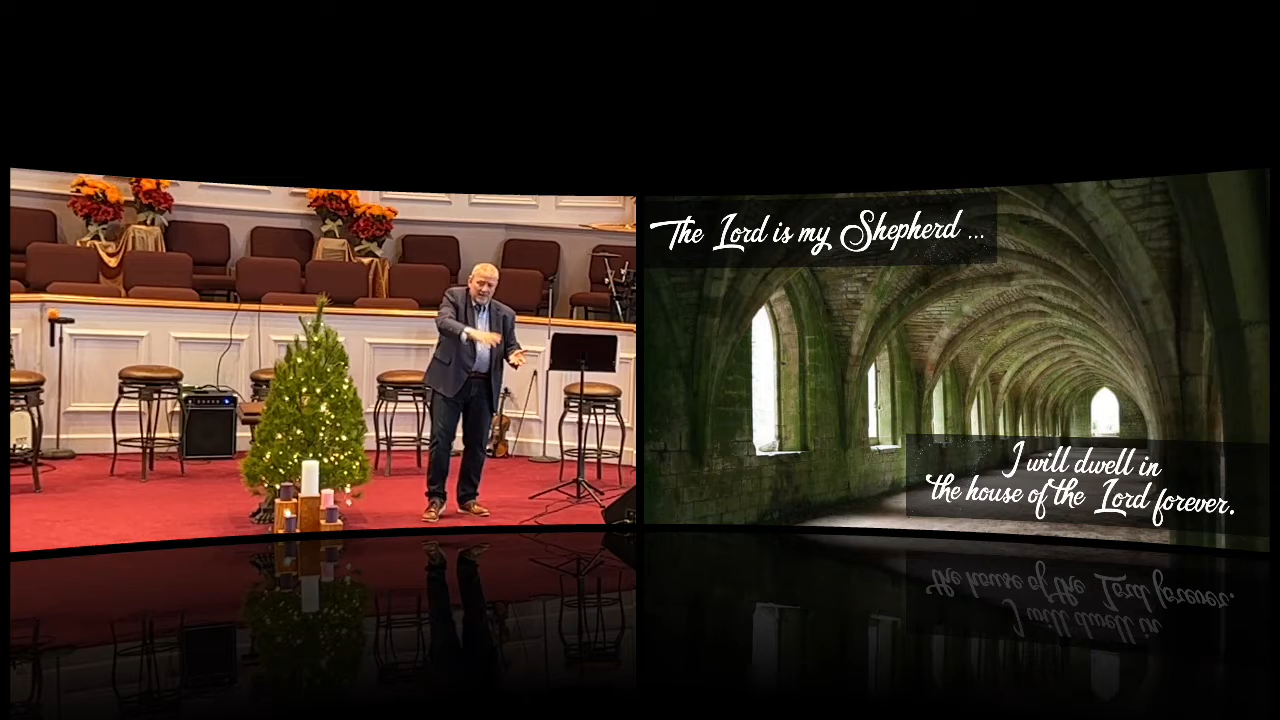 The Lord is my Shepherd ...
I will dwell in
the house of the Lord forever.